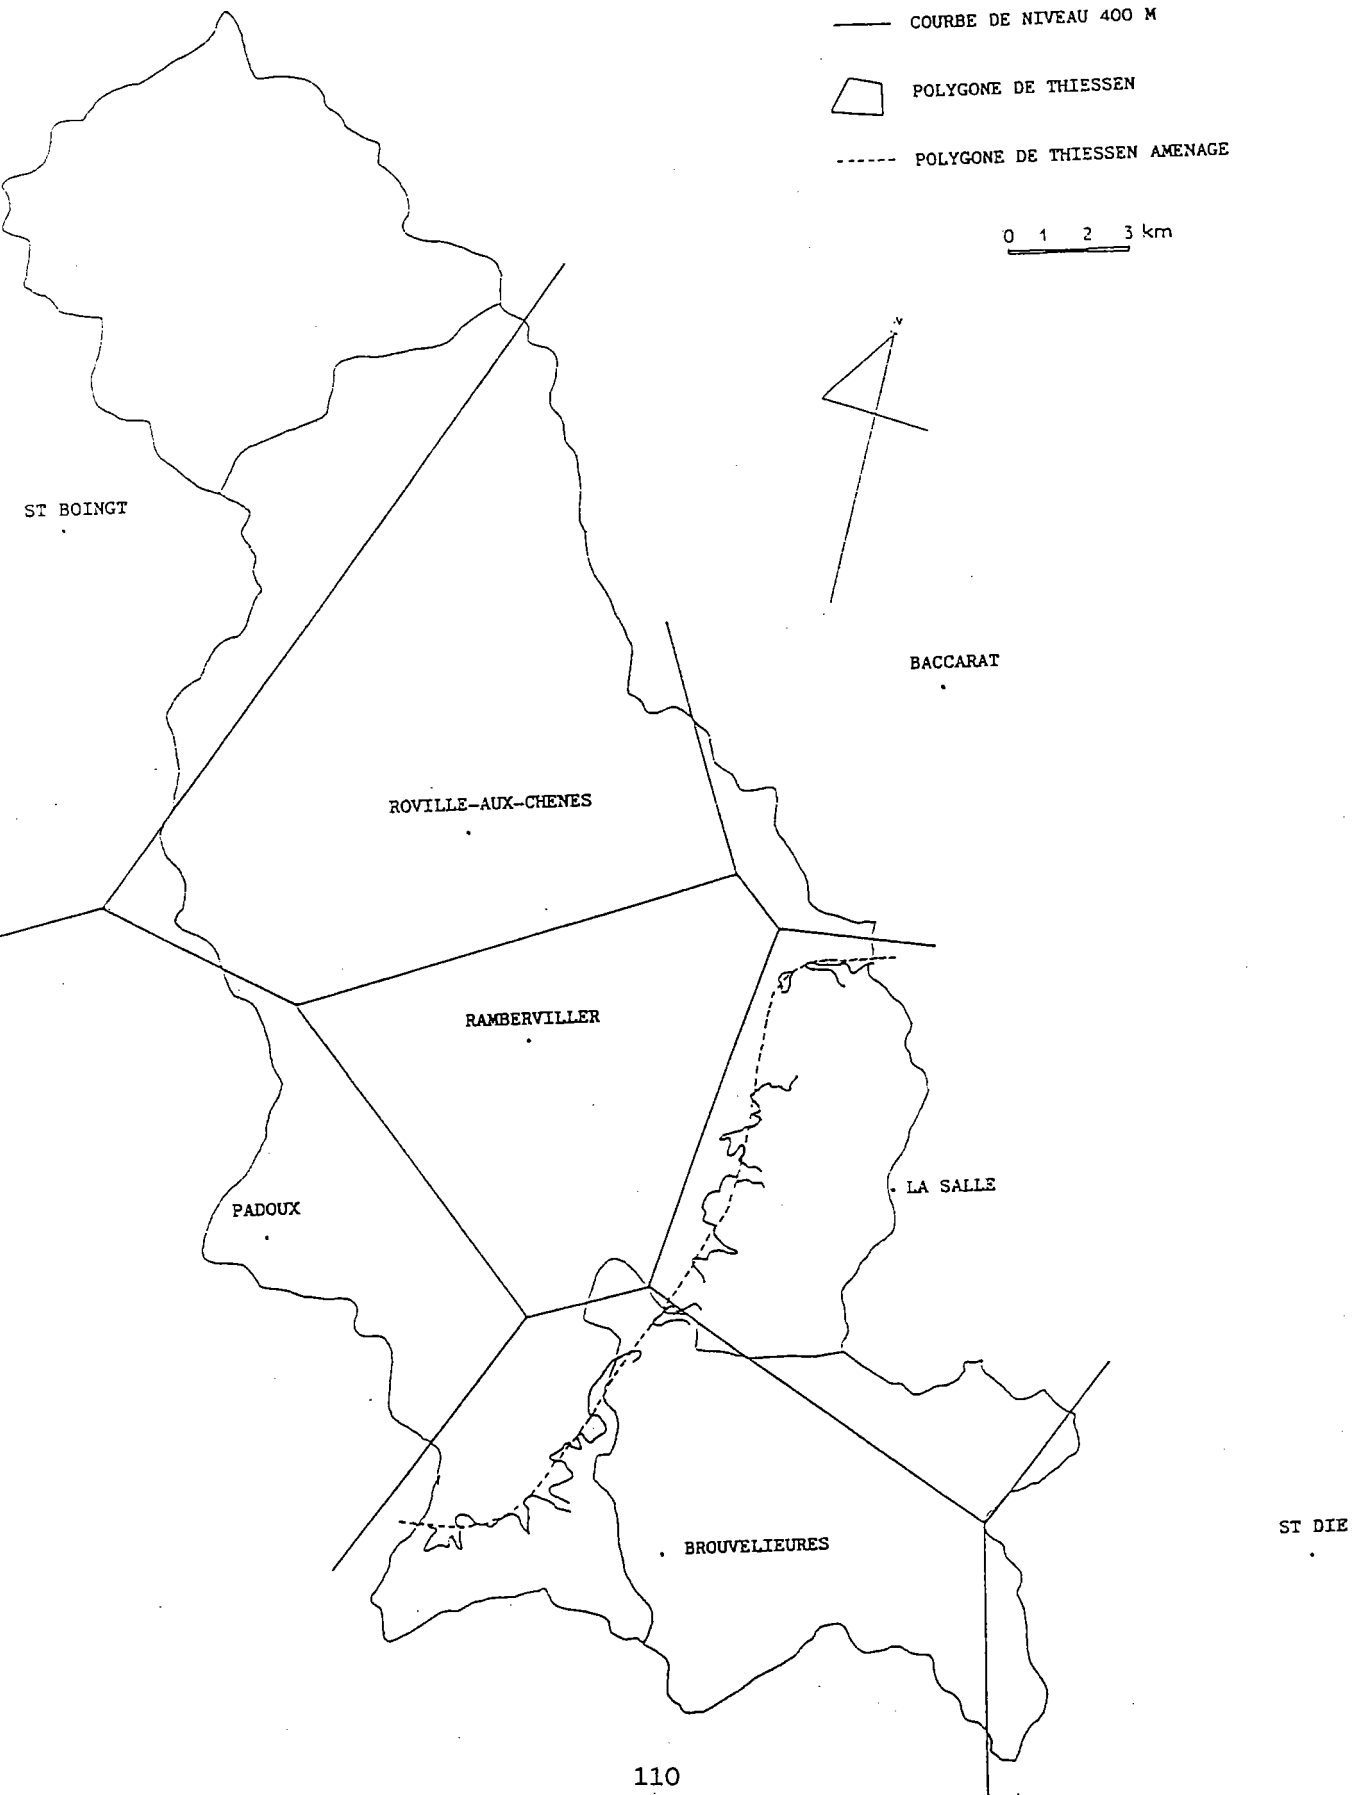 COURBE DE NIVEAU 400 M
POLYGONE DE THIESSEN
POLYGONE DE THIESSEN AMENAGE
0 1 2 3 km
ST BOINGT
BACCARAT
ROVILLE-AUX-CHENES
RAMBERVILLER
LA SALLE
PADOUX
ST DIE
BROUVELIEURES
110